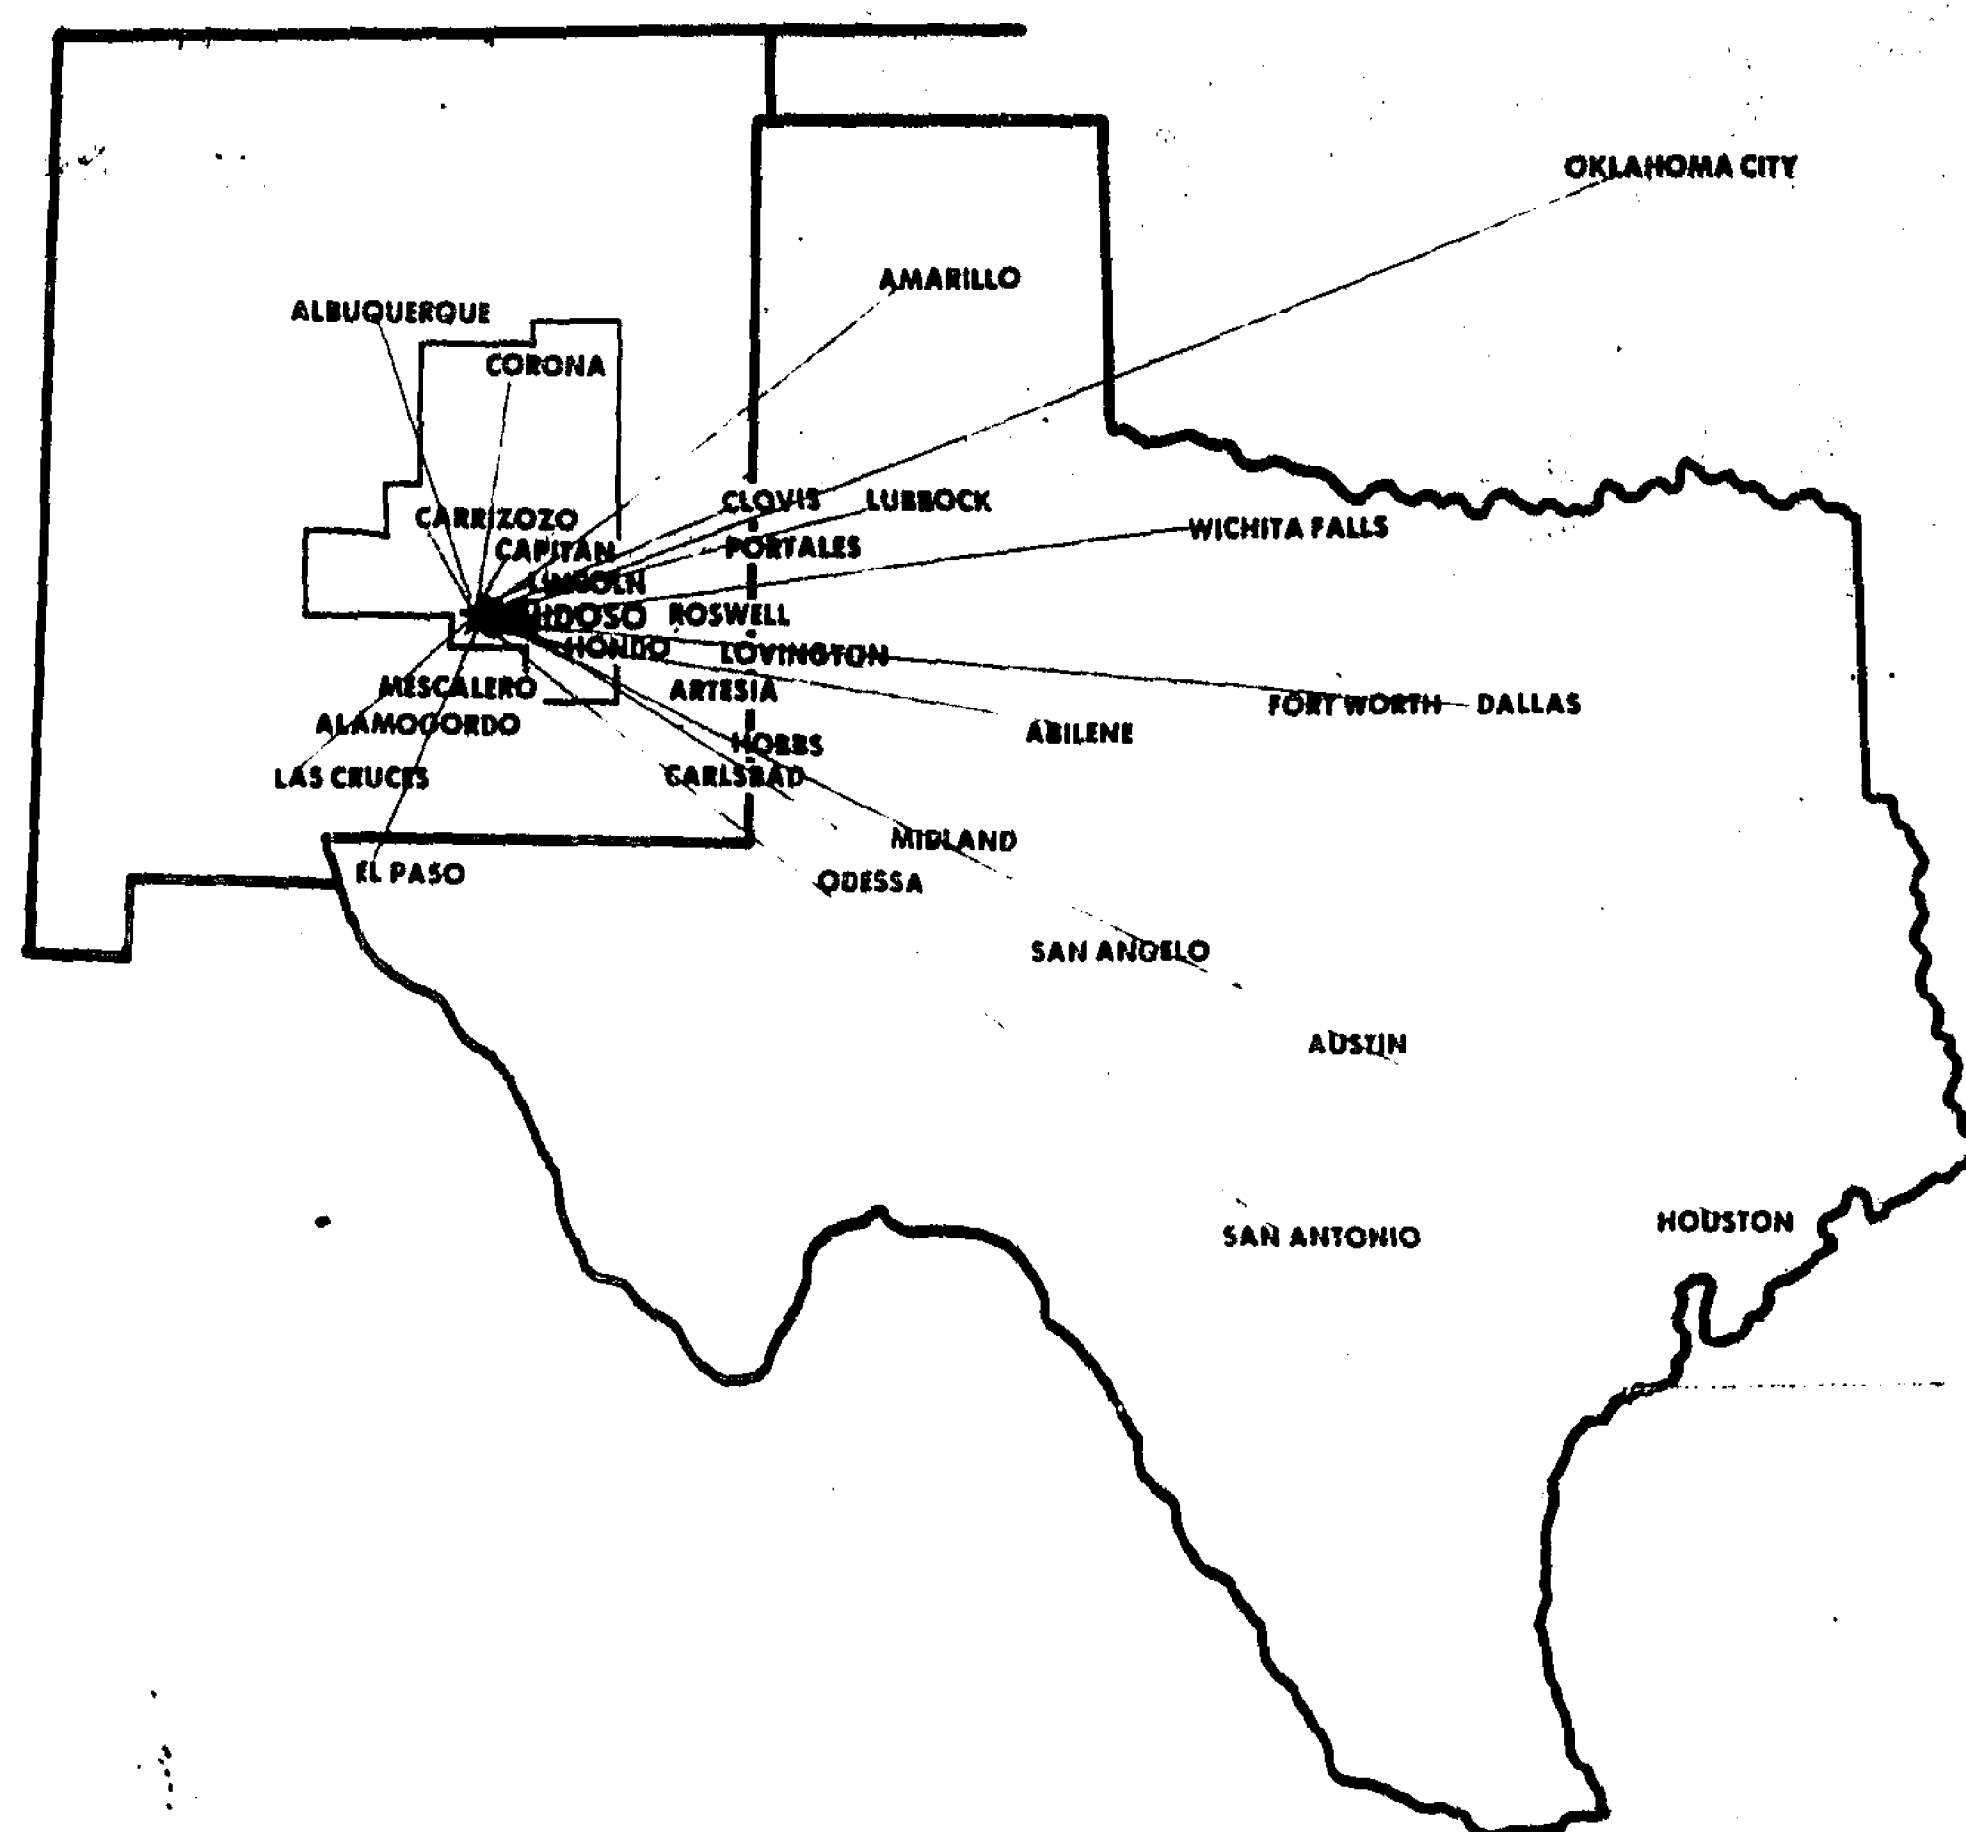 OKLAHOMA CITY
AMARILLO
ALBUQUERQUE
CORONA
CLOVIS LUBBOCK
CARRIZOZO WICHITA FALLS
CAPITAN PORTALES
LINCOLN
ROSWELL
HONDO LOVINGTON
MESCALERO ARTESIA FORT WORTH DALLAS
ALAMOGORDO ABILENE
HOBBS
LAS CRUCES CARLSBAD
MIDLAND
EL PASO ODESSA
SAN ANGELO
AUSTIN
SAN ANTONIO HOUSTON